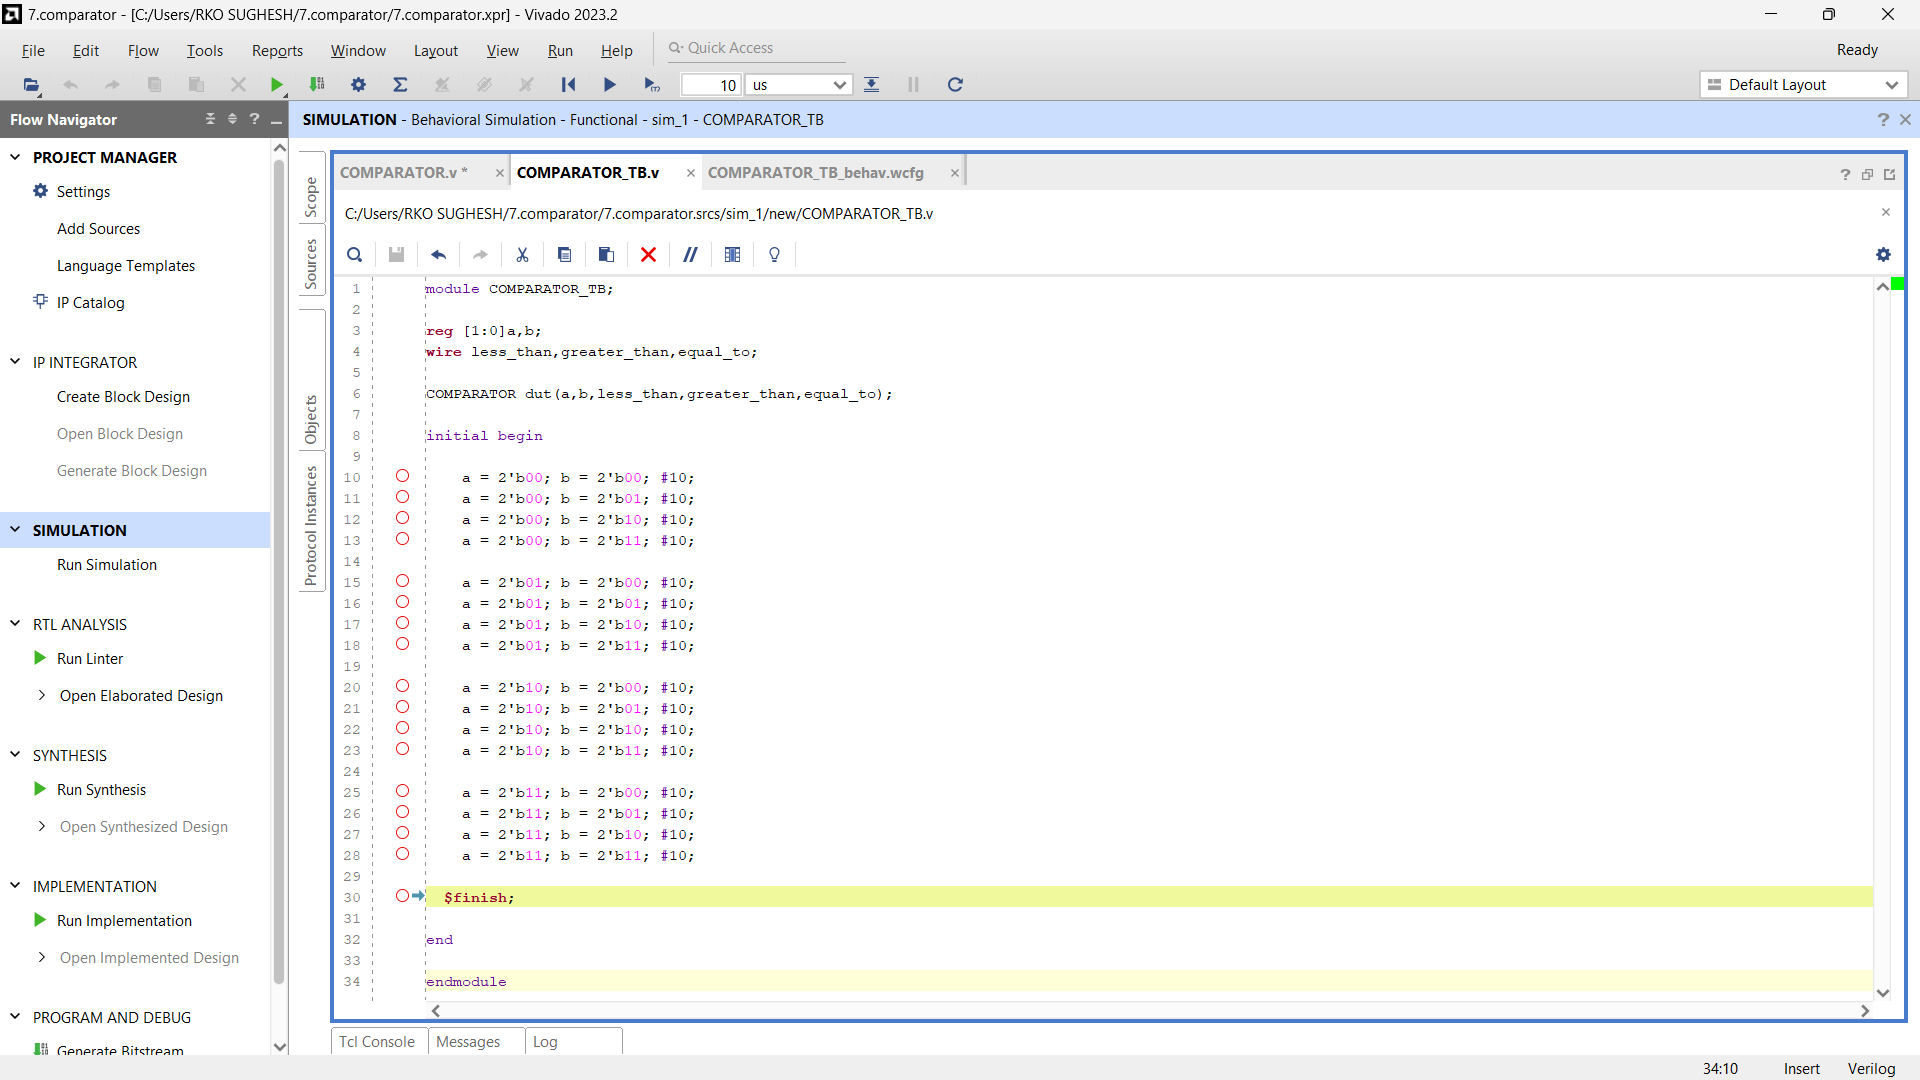 7.comparator - [C:/Users/RKO SUGHESH/7.comparator/7.comparator.xpr] - Vivado 2023.2
File Edit Flow Tools Reports Window Layout View Run Help Quick Access Ready
10 us Default Layout
Flow Navigator
SIMULATION - Behavioral Simulation - Functional - sim_1 - COMPARATOR_TB
PROJECT MANAGER
Settings
Add Sources
Language Templates
IP Catalog
IP INTEGRATOR
Create Block Design
Open Block Design
Generate Block Design
SIMULATION
Run Simulation
RTL ANALYSIS
Run Linter
Open Elaborated Design
SYNTHESIS
Run Synthesis
Open Synthesized Design
IMPLEMENTATION
Run Implementation
Open Implemented Design
PROGRAM AND DEBUG
Generate Bitstream
Scope
Sources
Objects
Protocol Instances
COMPARATOR.v * COMPARATOR_TB.v COMPARATOR_TB_behav.wcfg
C:/Users/RKO SUGHESH/7.comparator/7.comparator.srcs/sim_1/new/COMPARATOR_TB.v
1 module COMPARATOR_TB;
2
3 reg [1:0]a,b;
4 wire less_than,greater_than,equal_to;
5
6 COMPARATOR dut(a,b,less_than,greater_than,equal_to);
7
8 initial begin
9
10 a = 2'b00; b = 2'b00; #10;
11 a = 2'b00; b = 2'b01; #10;
12 a = 2'b00; b = 2'b10; #10;
13 a = 2'b00; b = 2'b11; #10;
14
15 a = 2'b01; b = 2'b00; #10;
16 a = 2'b01; b = 2'b01; #10;
17 a = 2'b01; b = 2'b10; #10;
18 a = 2'b01; b = 2'b11; #10;
19
20 a = 2'b10; b = 2'b00; #10;
21 a = 2'b10; b = 2'b01; #10;
22 a = 2'b10; b = 2'b10; #10;
23 a = 2'b10; b = 2'b11; #10;
24
25 a = 2'b11; b = 2'b00; #10;
26 a = 2'b11; b = 2'b01; #10;
27 a = 2'b11; b = 2'b10; #10;
28 a = 2'b11; b = 2'b11; #10;
29
30 $finish;
31
32 end
33
34 endmodule
Tcl Console Messages Log
34:10 Insert Verilog